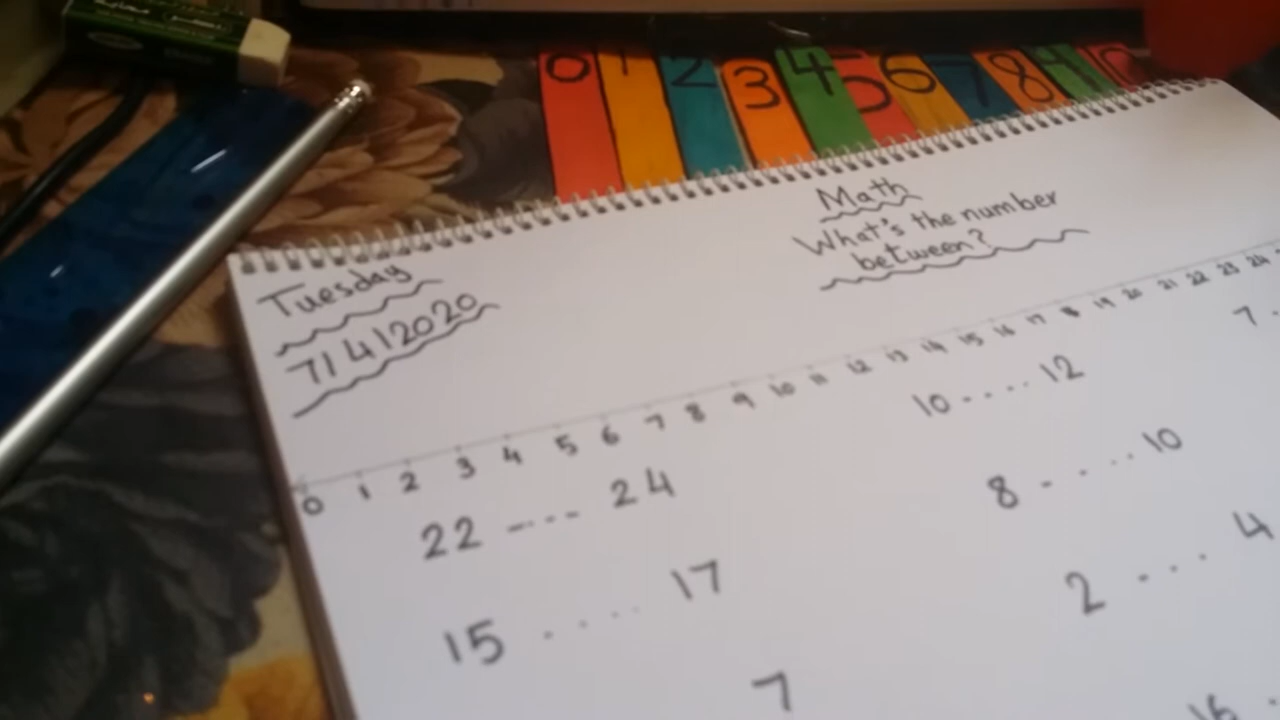 0 1 2 3 4 5 6 7 8
Math
What's the number
between?
Tuesday
7/4/2020
0 1 2 3 4 5 6 7 8 9 10 11 12 13 14 15 16 17 18 19 20 21 22 23 24
7 .
10 . . . . 12
22 - . - - 24
8 . . . . 10
15 . . . . 17
2 . . . 4
7
16 .